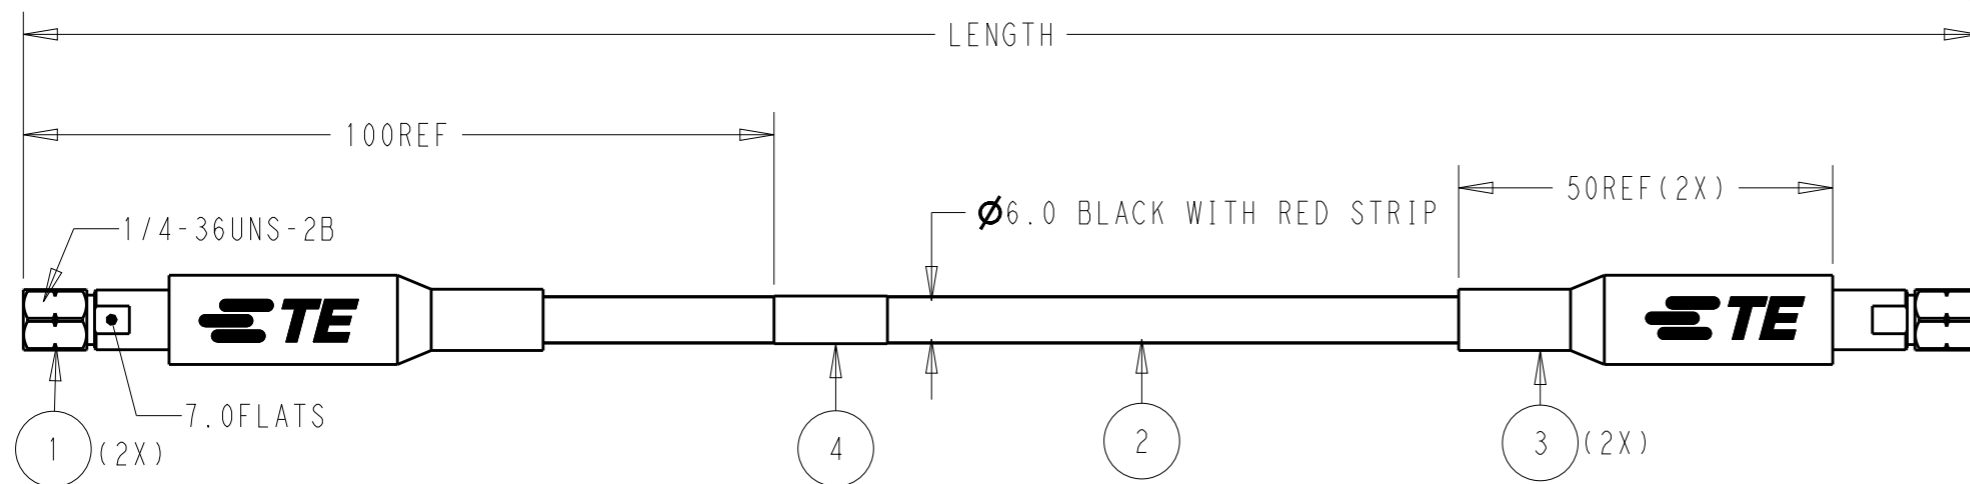 LENGTH
100REF
50REF(2X)
Ø6.0 BLACK WITH RED STRIP
1/4-36UNS-2B
TE
TE
7.0FLATS
1 (2X)
4
2
3 (2X)